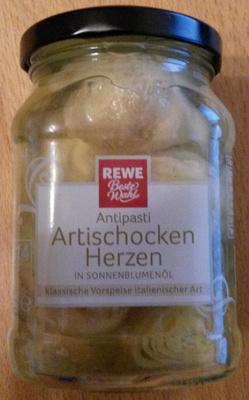 REWE
Beste
Wahl
Antipasti
Artischocken
Herzen
IN SONNENBLUMENÖL
klassische Vorspeise italienischer Art